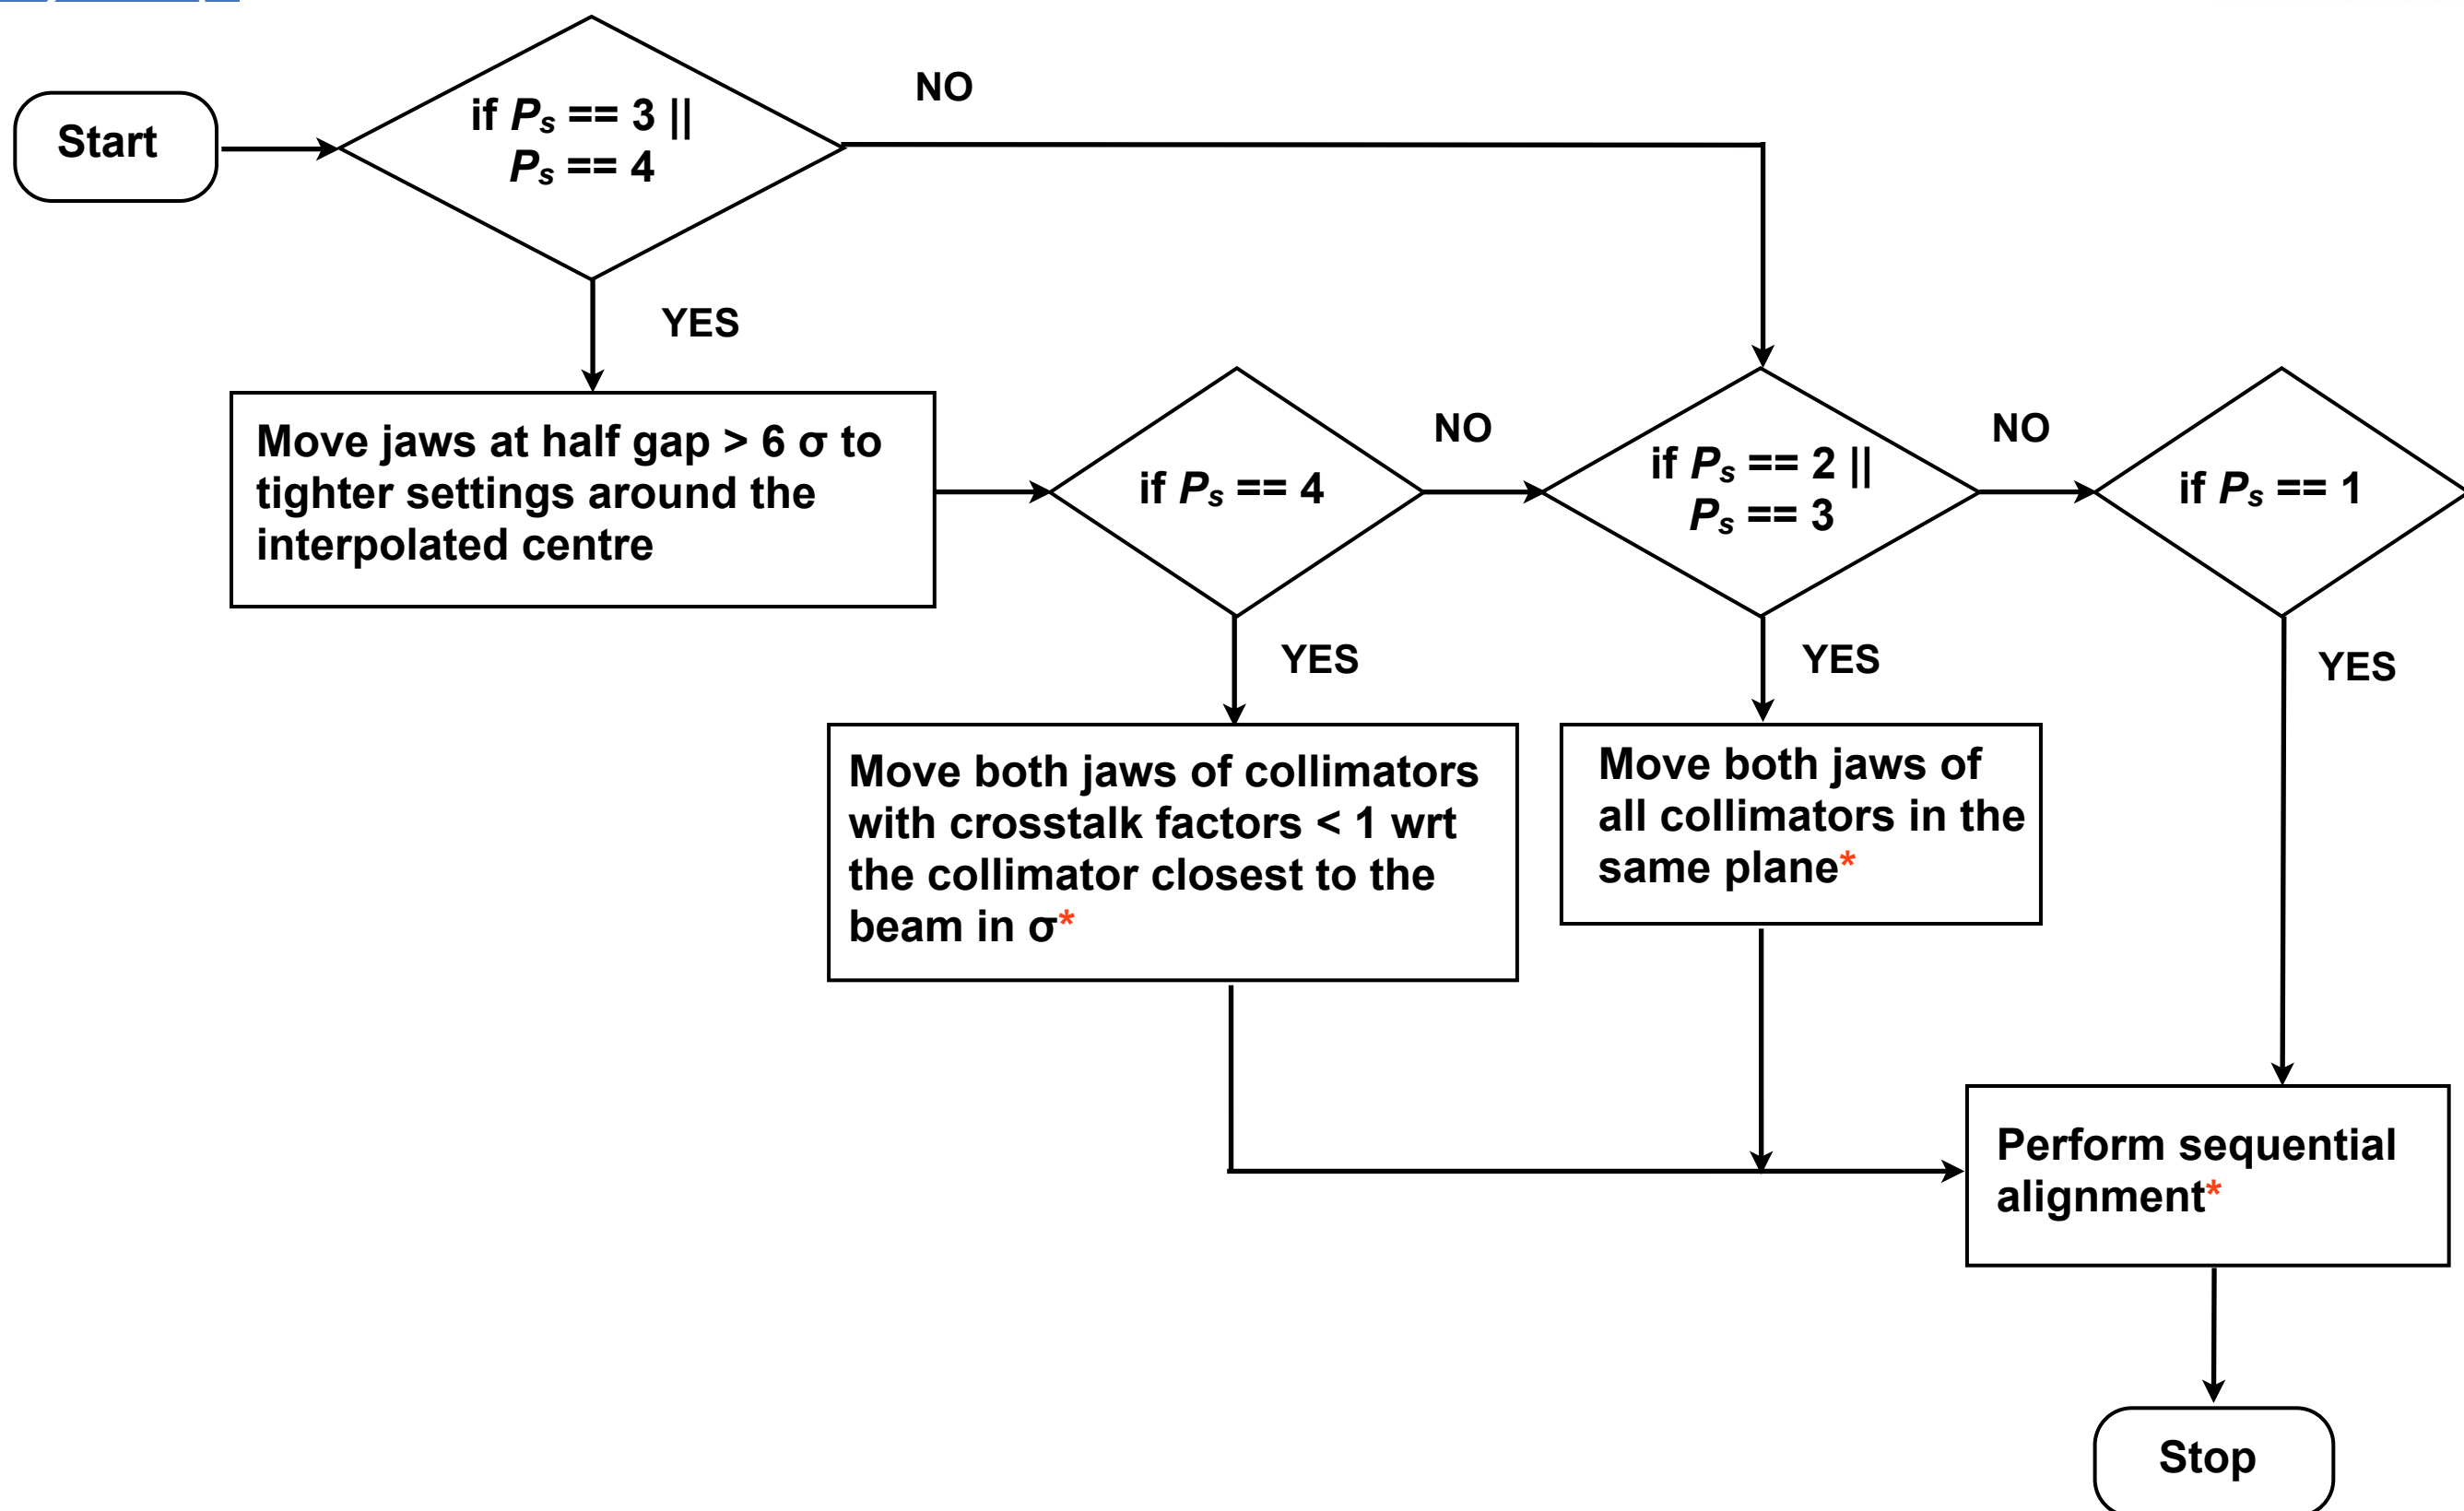 Start
if Ps == 3 ||
Ps == 4
NO
YES
Move jaws at half gap > 6 σ to
tighter settings around the
interpolated centre
if Ps == 4
NO
if Ps == 2 ||
Ps == 3
NO
if Ps == 1
YES
YES
YES
Move both jaws of collimators
with crosstalk factors < 1 wrt
the collimator closest to the
beam in σ*
Move both jaws of
all collimators in the
same plane*
Perform sequential
alignment*
Stop